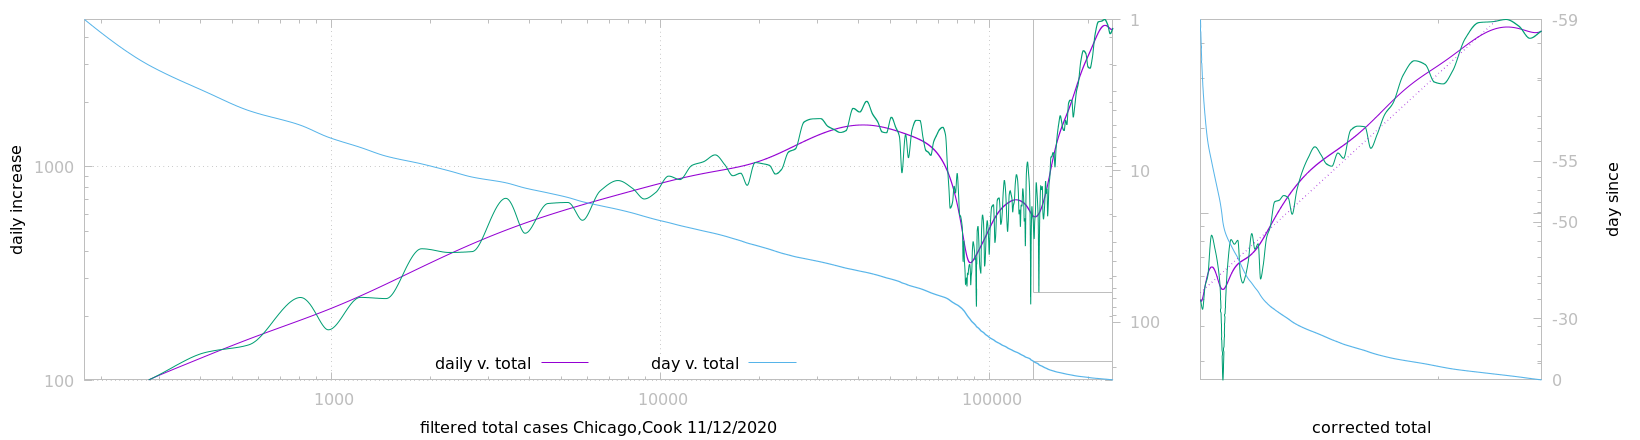 daily increase
1000
100
daily v. total
day v. total
1000
10000
100000
filtered total cases Chicago,Cook 11/12/2020
1
10
100
-59
-55
-50
-30
0
day since
corrected total